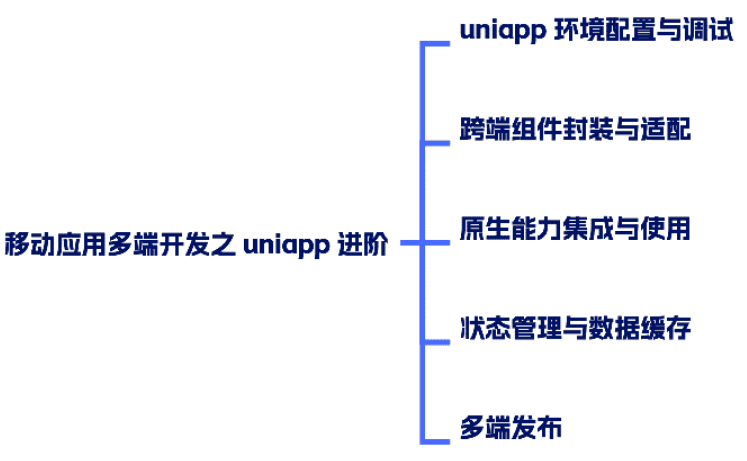 移动应用多端开发之 uniapp 进阶
uniapp 环境配置与调试
跨端组件封装与适配
原生能力集成与使用
状态管理与数据缓存
多端发布